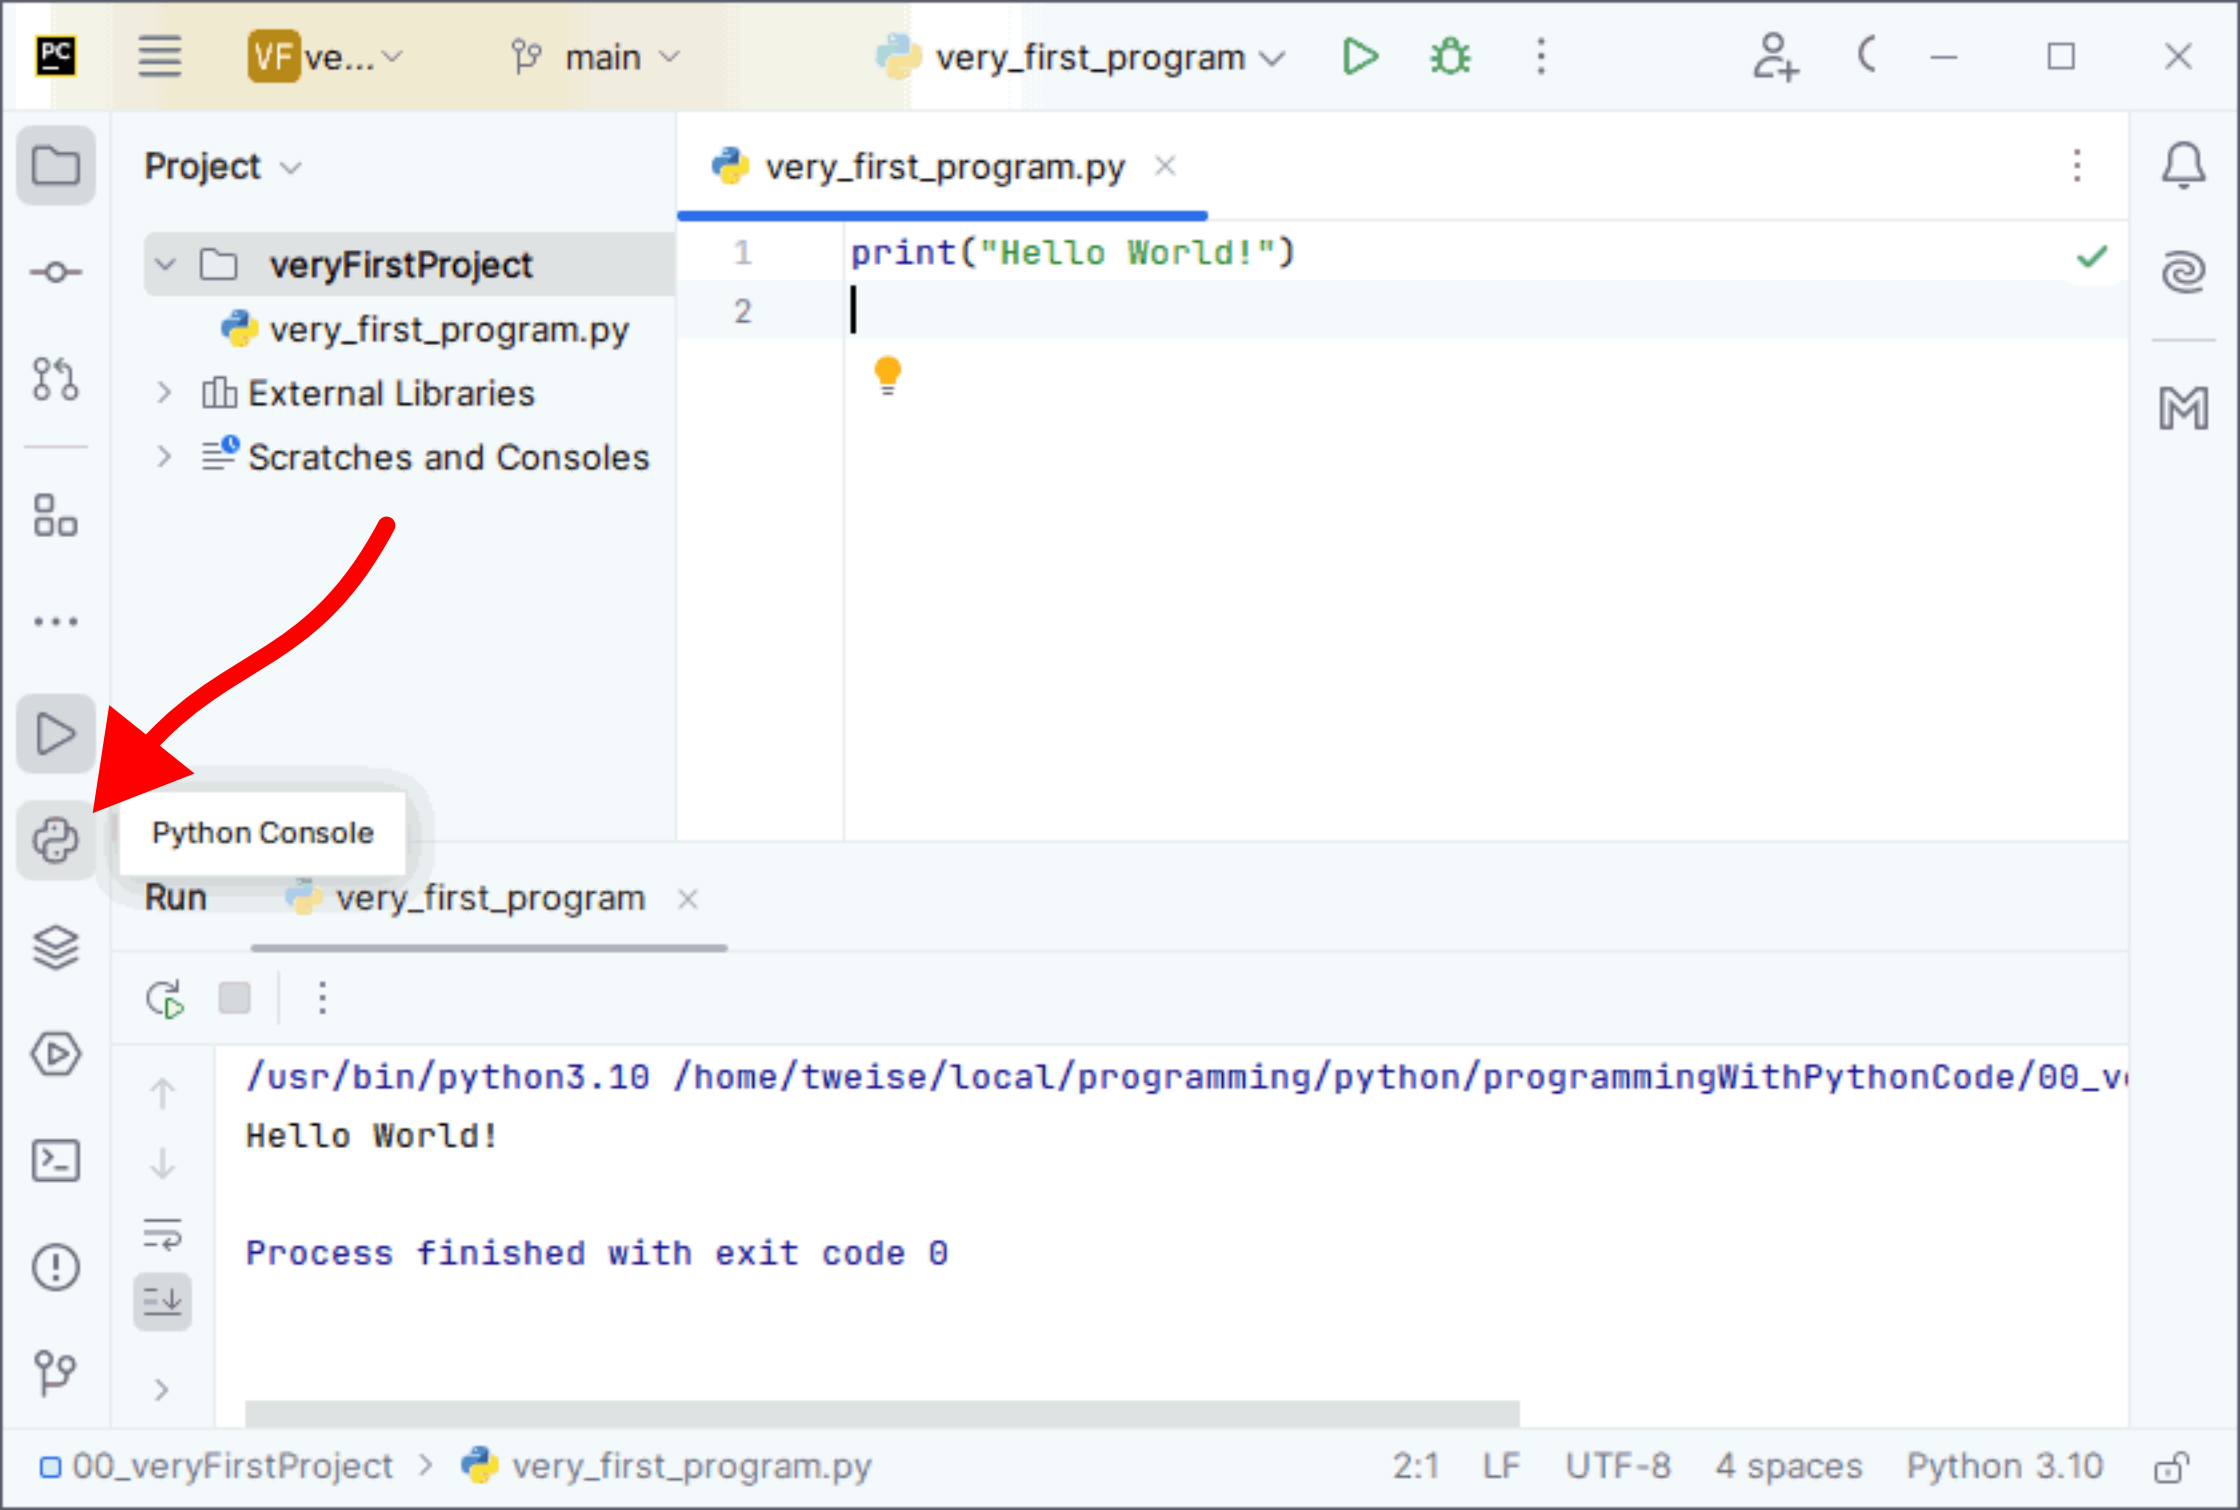 PC VF ve... main very_first_program
Project
very_first_program.py
1 print("Hello World!")
2
veryFirstProject
very_first_program.py
External Libraries
Scratches and Consoles
Python Console
Run very_first_program
/usr/bin/python3.10 /home/tweise/local/programming/python/programmingWithPythonCode/00_v
Hello World!
Process finished with exit code 0
00_veryFirstProject > very_first_program.py 2:1 LF UTF-8 4 spaces Python 3.10